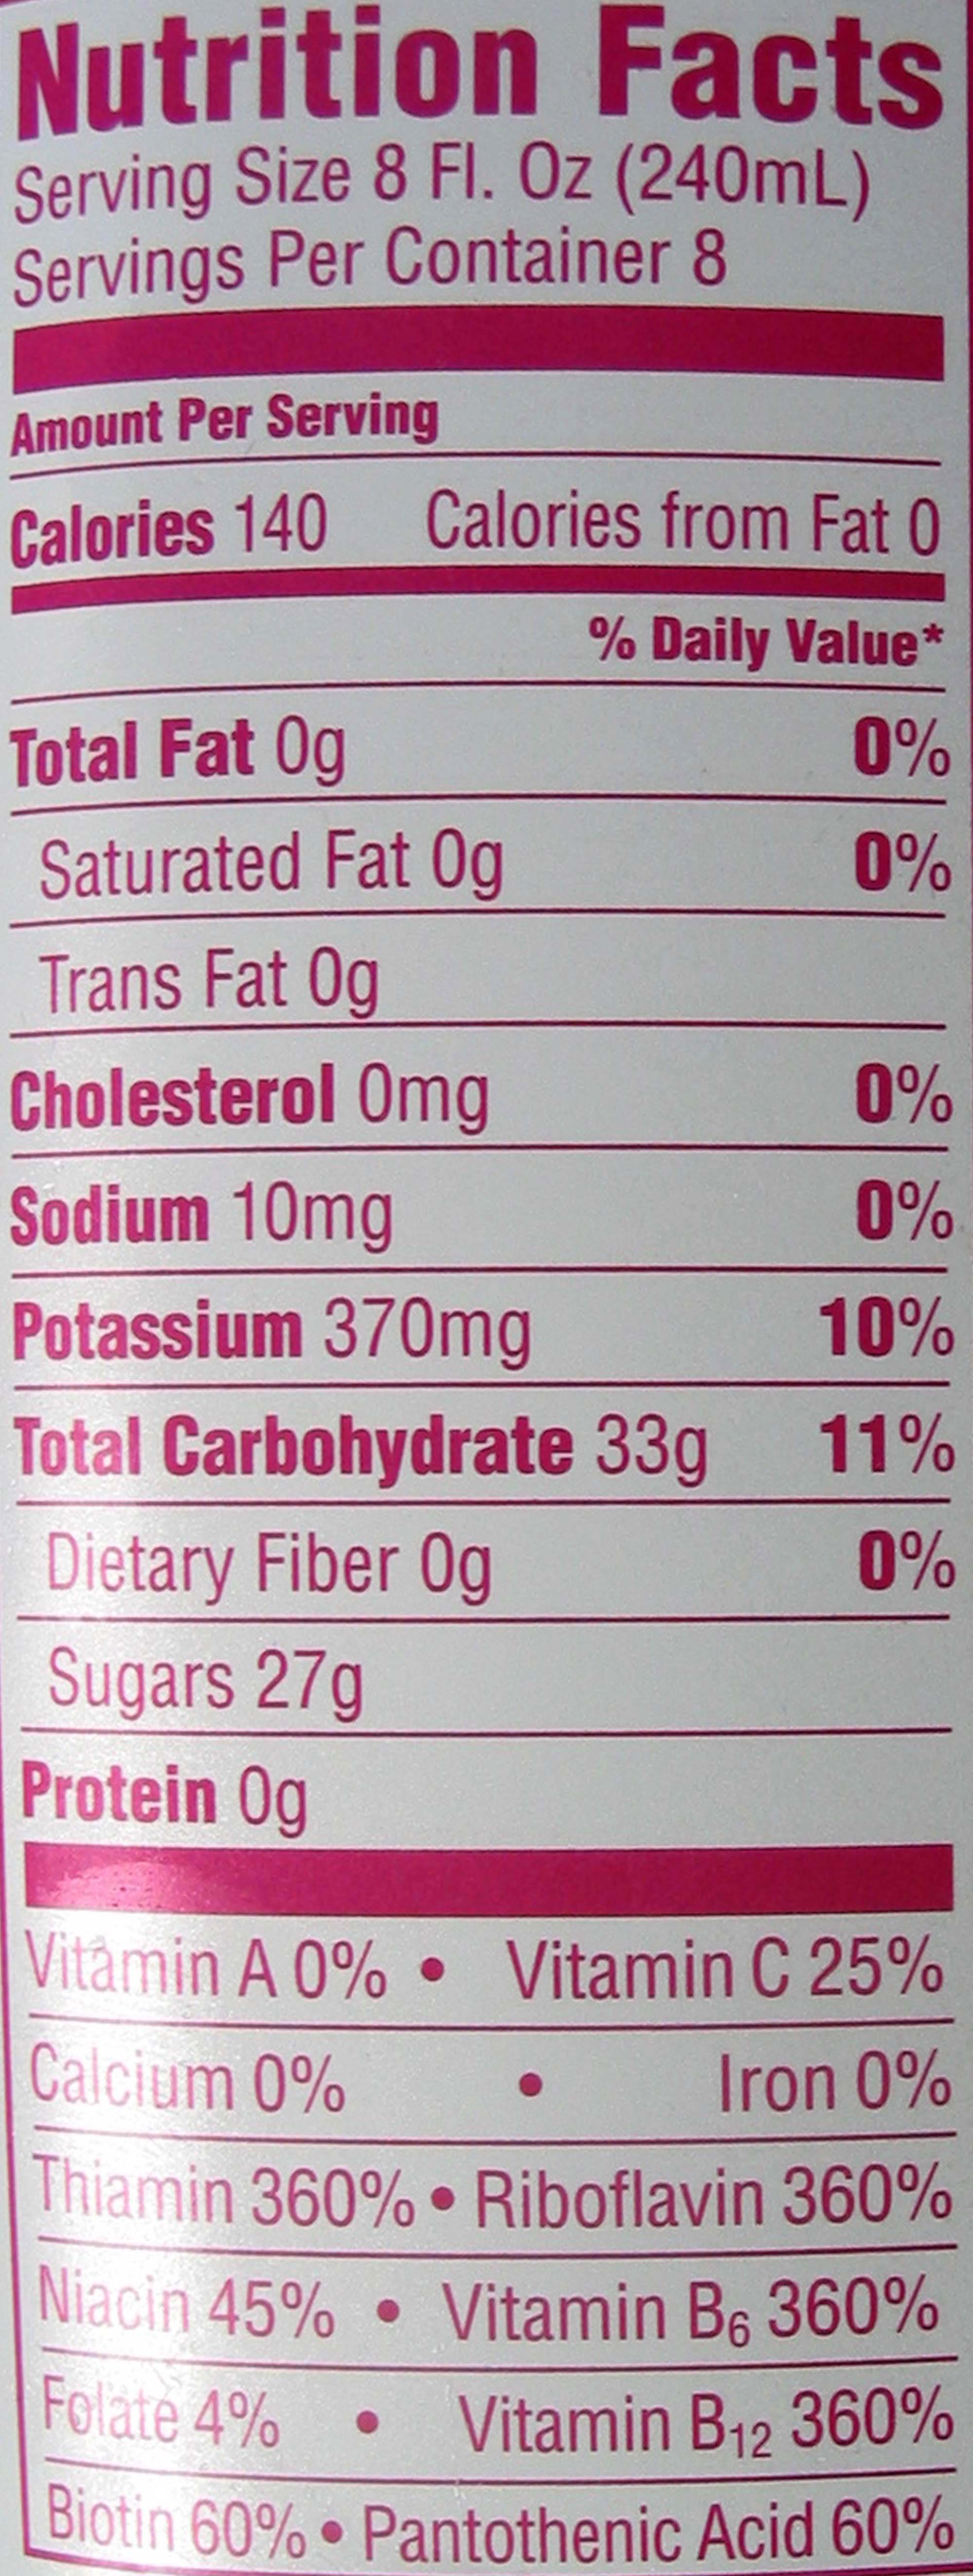 Nutrition Facts
Serving Size 8 Fl. Oz (240mL)
Servings Per Container 8
Amount Per Serving
Calories 140 Calories from Fat 0
% Daily Value*
Total Fat 0g 0%
Saturated Fat 0g 0%
Trans Fat 0g
Cholesterol 0mg 0%
Sodium 10mg 0%
Potassium 370mg 10%
Total Carbohydrate 33g 11%
Dietary Fiber 0g 0%
Sugars 27g
Protein 0g
Vitamin A 0% • Vitamin C 25%
Calcium 0% • Iron 0%
Thiamin 360% • Riboflavin 360%
Niacin 45% • Vitamin B6 360%
Folate 4% • Vitamin B12 360%
Biotin 60% • Pantothenic Acid 60%